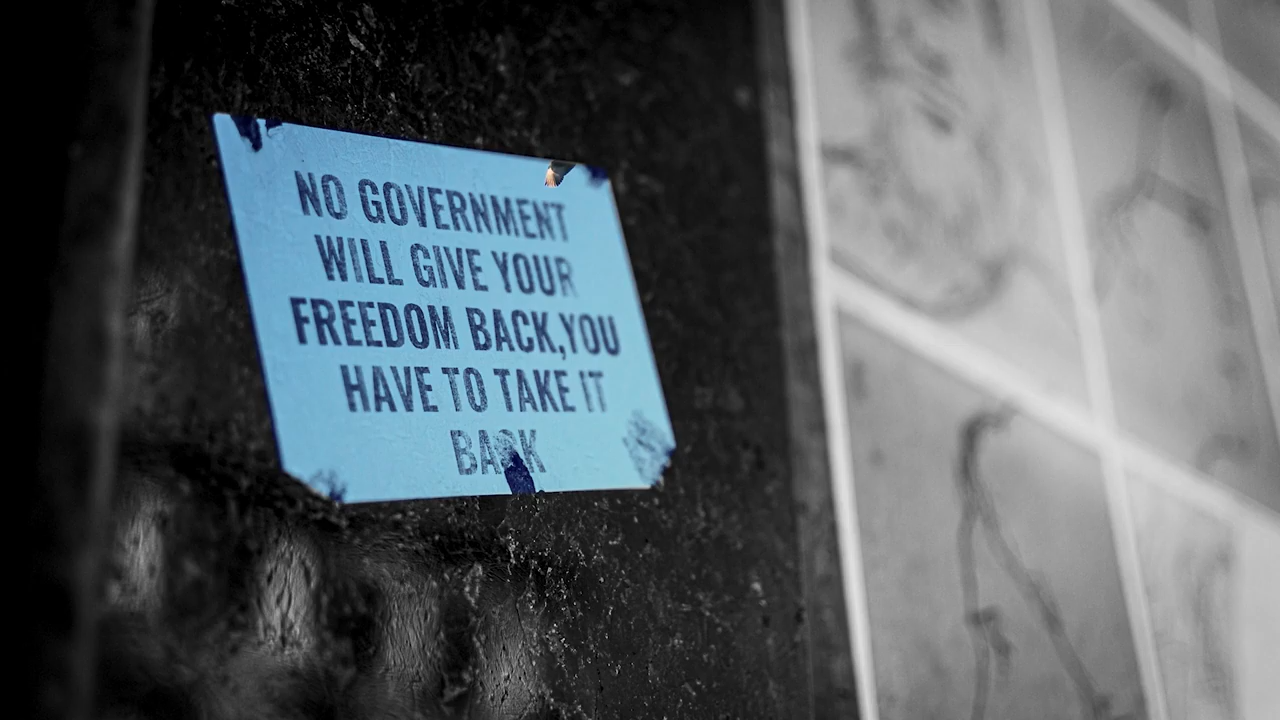 NO GOVERNMENT
WILL GIVE YOUR
FREEDOM BACK,YOU
HAVE TO TAKE IT
BACK